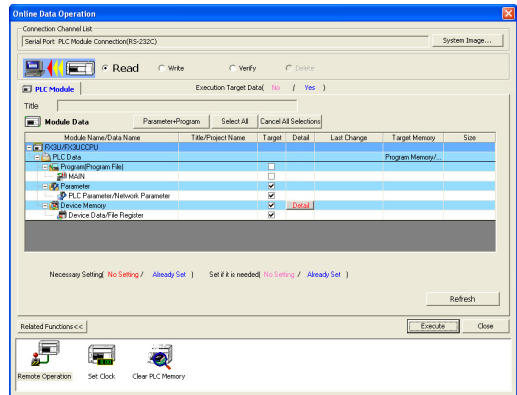 Online Data Operation
Connection Channel List
Serial Port PLC Module Connection(RS-232C)
System Image...
Read
Write
Verify
Delete
PLC Module
Execution Target Data( No / Yes )
Title
Module Data
Parameter+Program
Select All
Cancel All Selections
Module Name/Data Name
Title/Project Name
Target
Detail
Last Change
Target Memory
Size
FX3U/FX3UCCPU
PLC Data
Program Memory/...
Program(Program File)
MAIN
Parameter
PLC Parameter/Network Parameter
Device Memory
Detail
Device Data/File Register
Necessary Setting( No Setting / Already Set )
Set if it is needed( No Setting / Already Set )
Refresh
Related Functions<<
Execute
Close
Remote Operation
Set Clock
Clear PLC Memory